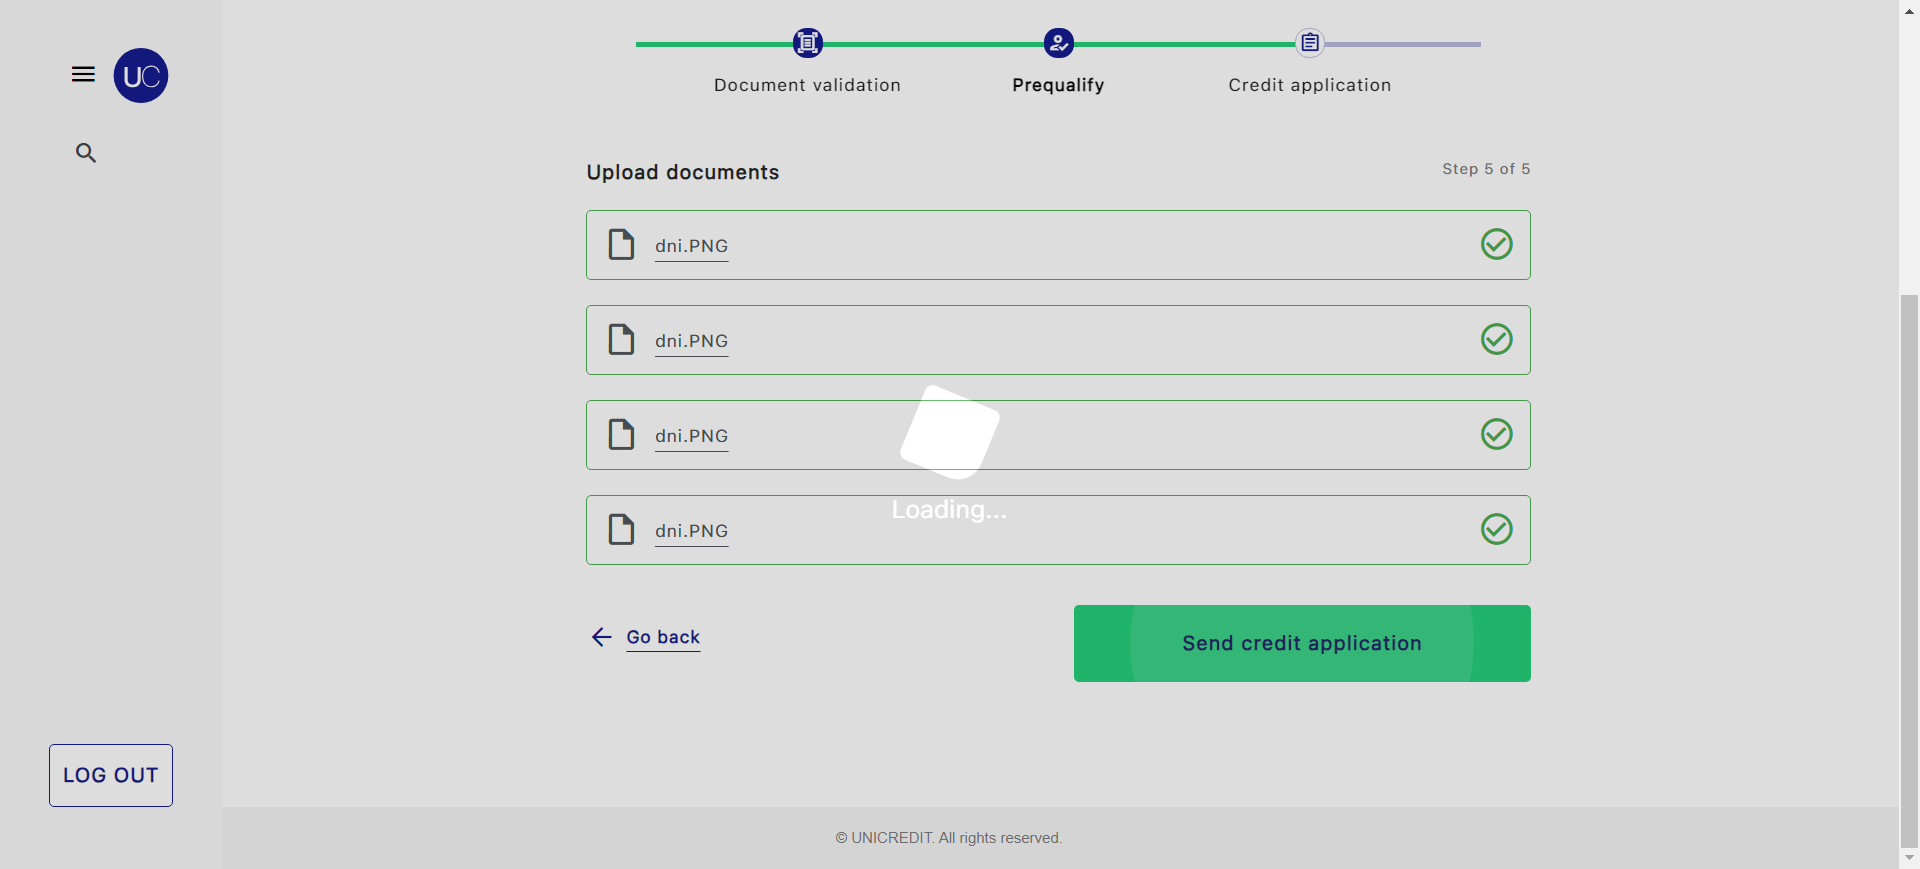 UC
Document validation
Prequalify
Credit application
Upload documents
Step 5 of 5
dni.PNG
dni.PNG
dni.PNG
Loading...
dni.PNG
Go back
Send credit application
LOG OUT
© UNICREDIT. All rights reserved.